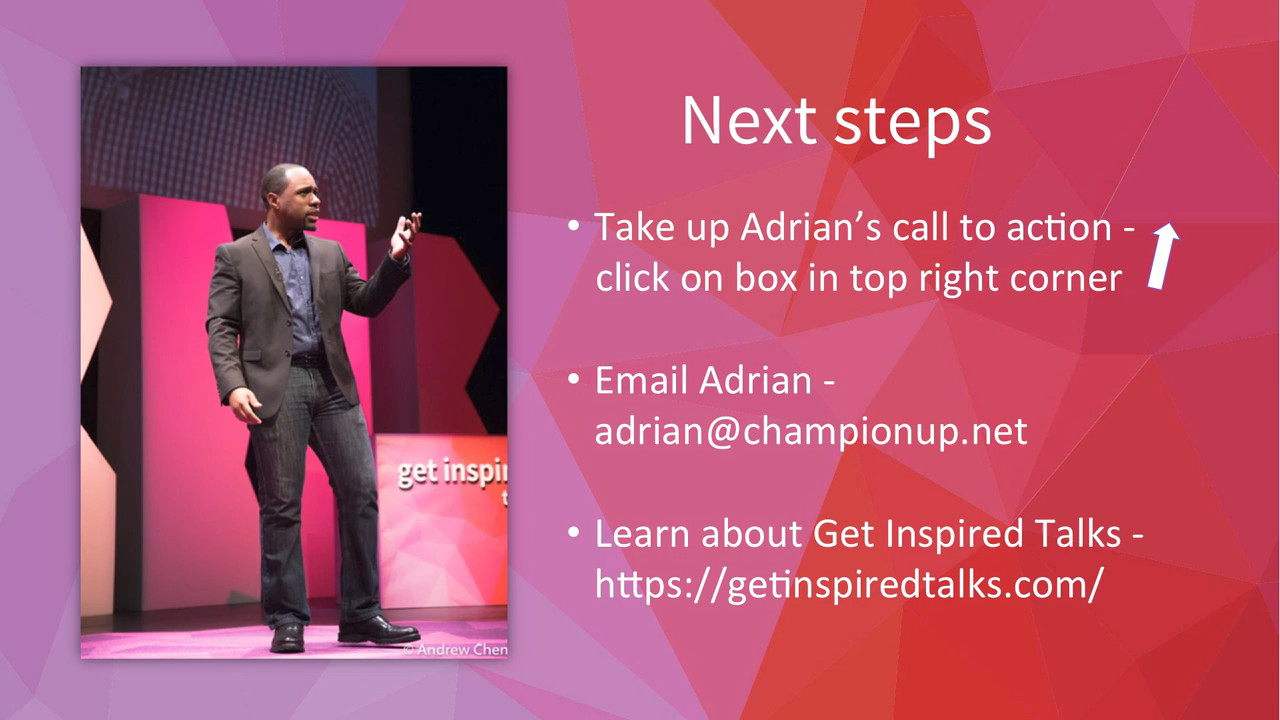 Next steps
• Take up Adrian’s call to action -
click on box in top right corner
• Email Adrian -
adrian@championup.net
• Learn about Get Inspired Talks -
https://getinspiredtalks.com/
get inspir
t
© Andrew Chen